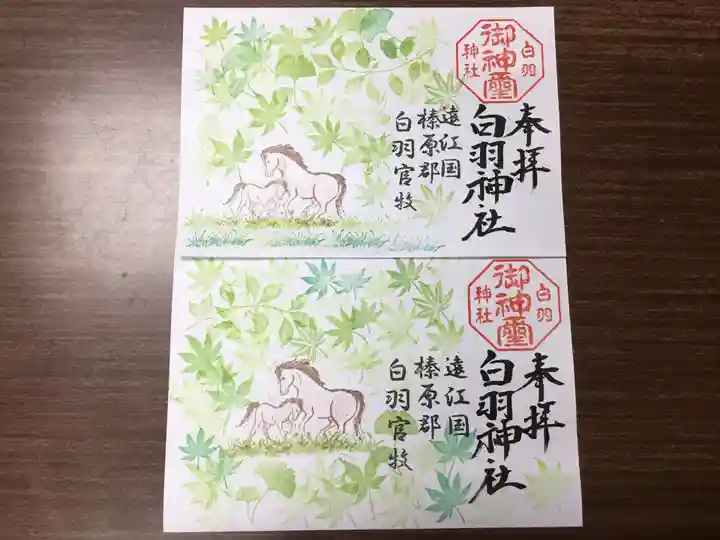 奉拝
白羽
御神璽
神社
白羽神社
遠江国
榛原郡
白羽官牧
奉拝
白羽
御神璽
神社
白羽神社
遠江国
榛原郡
白羽官牧